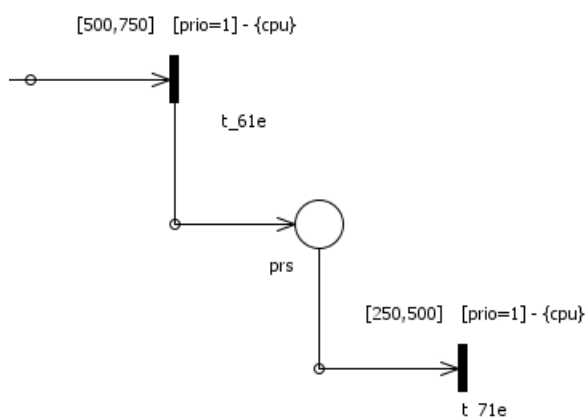 [500,750] [prio=1] - {cpu}
t_61e
prs
[250,500] [prio=1] - {cpu}
t_71e